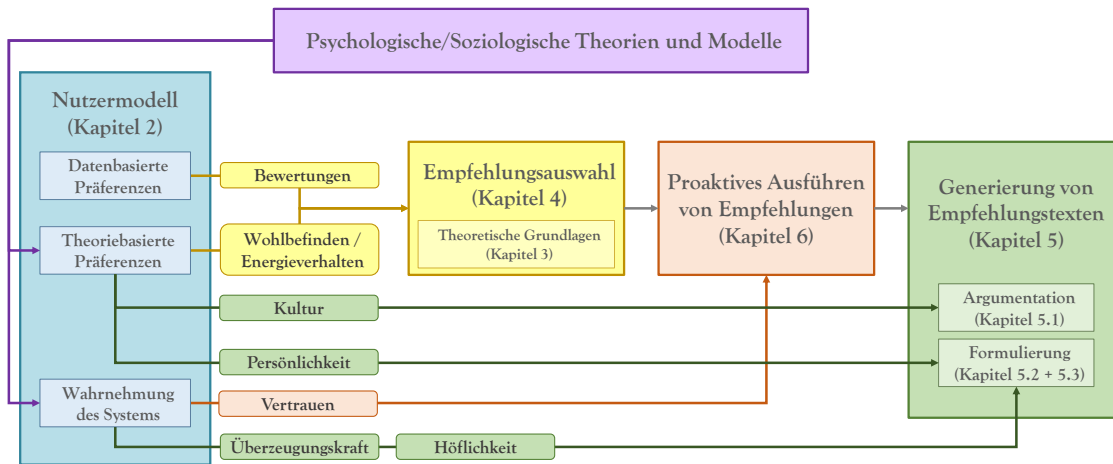 Psychologische/Soziologische Theorien und Modelle
Nutzermodell
(Kapitel 2)
Datenbasierte
Präferenzen
Theoriebasierte
Präferenzen
Wahrnehmung
des Systems
Bewertungen
Wohlbefinden /
Energieverhalten
Kultur
Persönlichkeit
Vertrauen
Überzeugungskraft
Höflichkeit
Empfehlungsauswahl
(Kapitel 4)
Theoretische Grundlagen
(Kapitel 3)
Proaktives Ausführen
von Empfehlungen
(Kapitel 6)
Generierung von
Empfehlungstexten
(Kapitel 5)
Argumentation
(Kapitel 5.1)
Formulierung
(Kapitel 5.2 + 5.3)